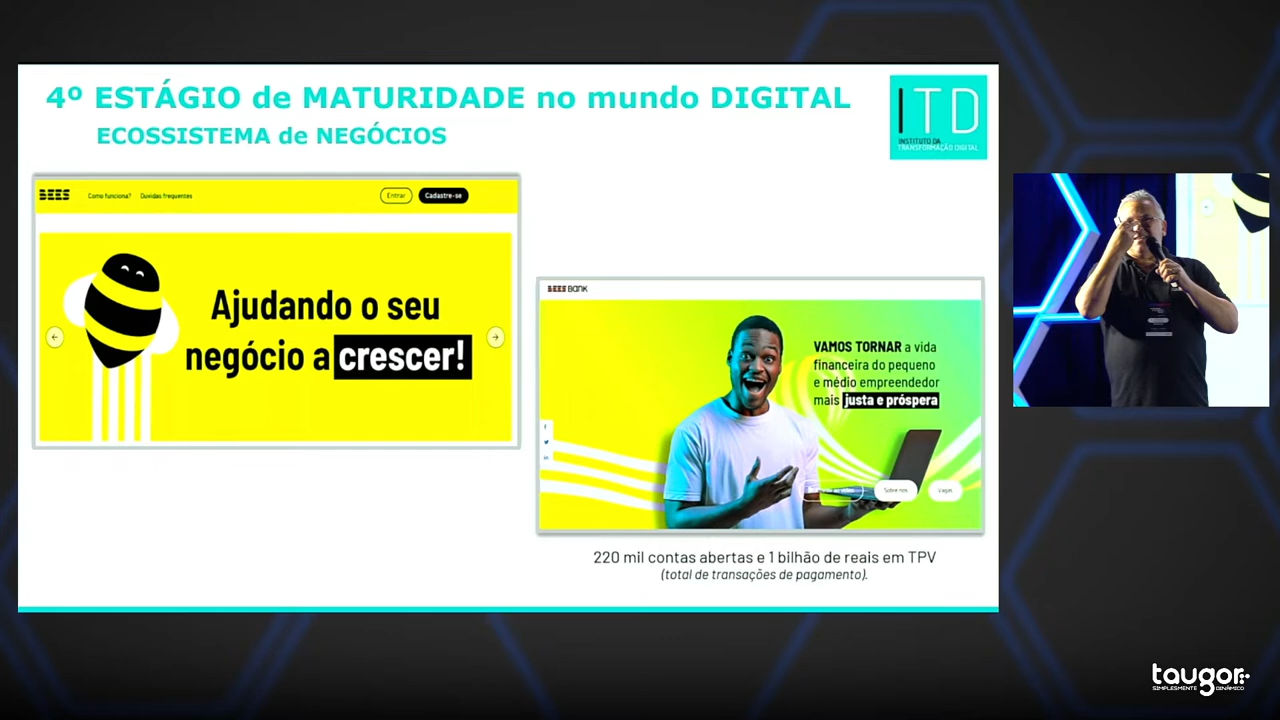 4º ESTÁGIO de MATURIDADE no mundo DIGITAL
ECOSSISTEMA de NEGÓCIOS
ITD
INSTITUTO DA
TRANSFORMAÇÃO DIGITAL
BEES
Como funciona?
Duvidas frequentes
Entrar
Cadastre-se
Ajudando o seu
negócio a crescer!
BEES BANK
VAMOS TORNAR a vida
financeira do pequeno
e médio empreendedor
mais justa e próspera
Sobre nós
Vagas
220 mil contas abertas e 1 bilhão de reais em TPV
(total de transações de pagamento).
taugor
SIMPLESMENTE DINÂMICO